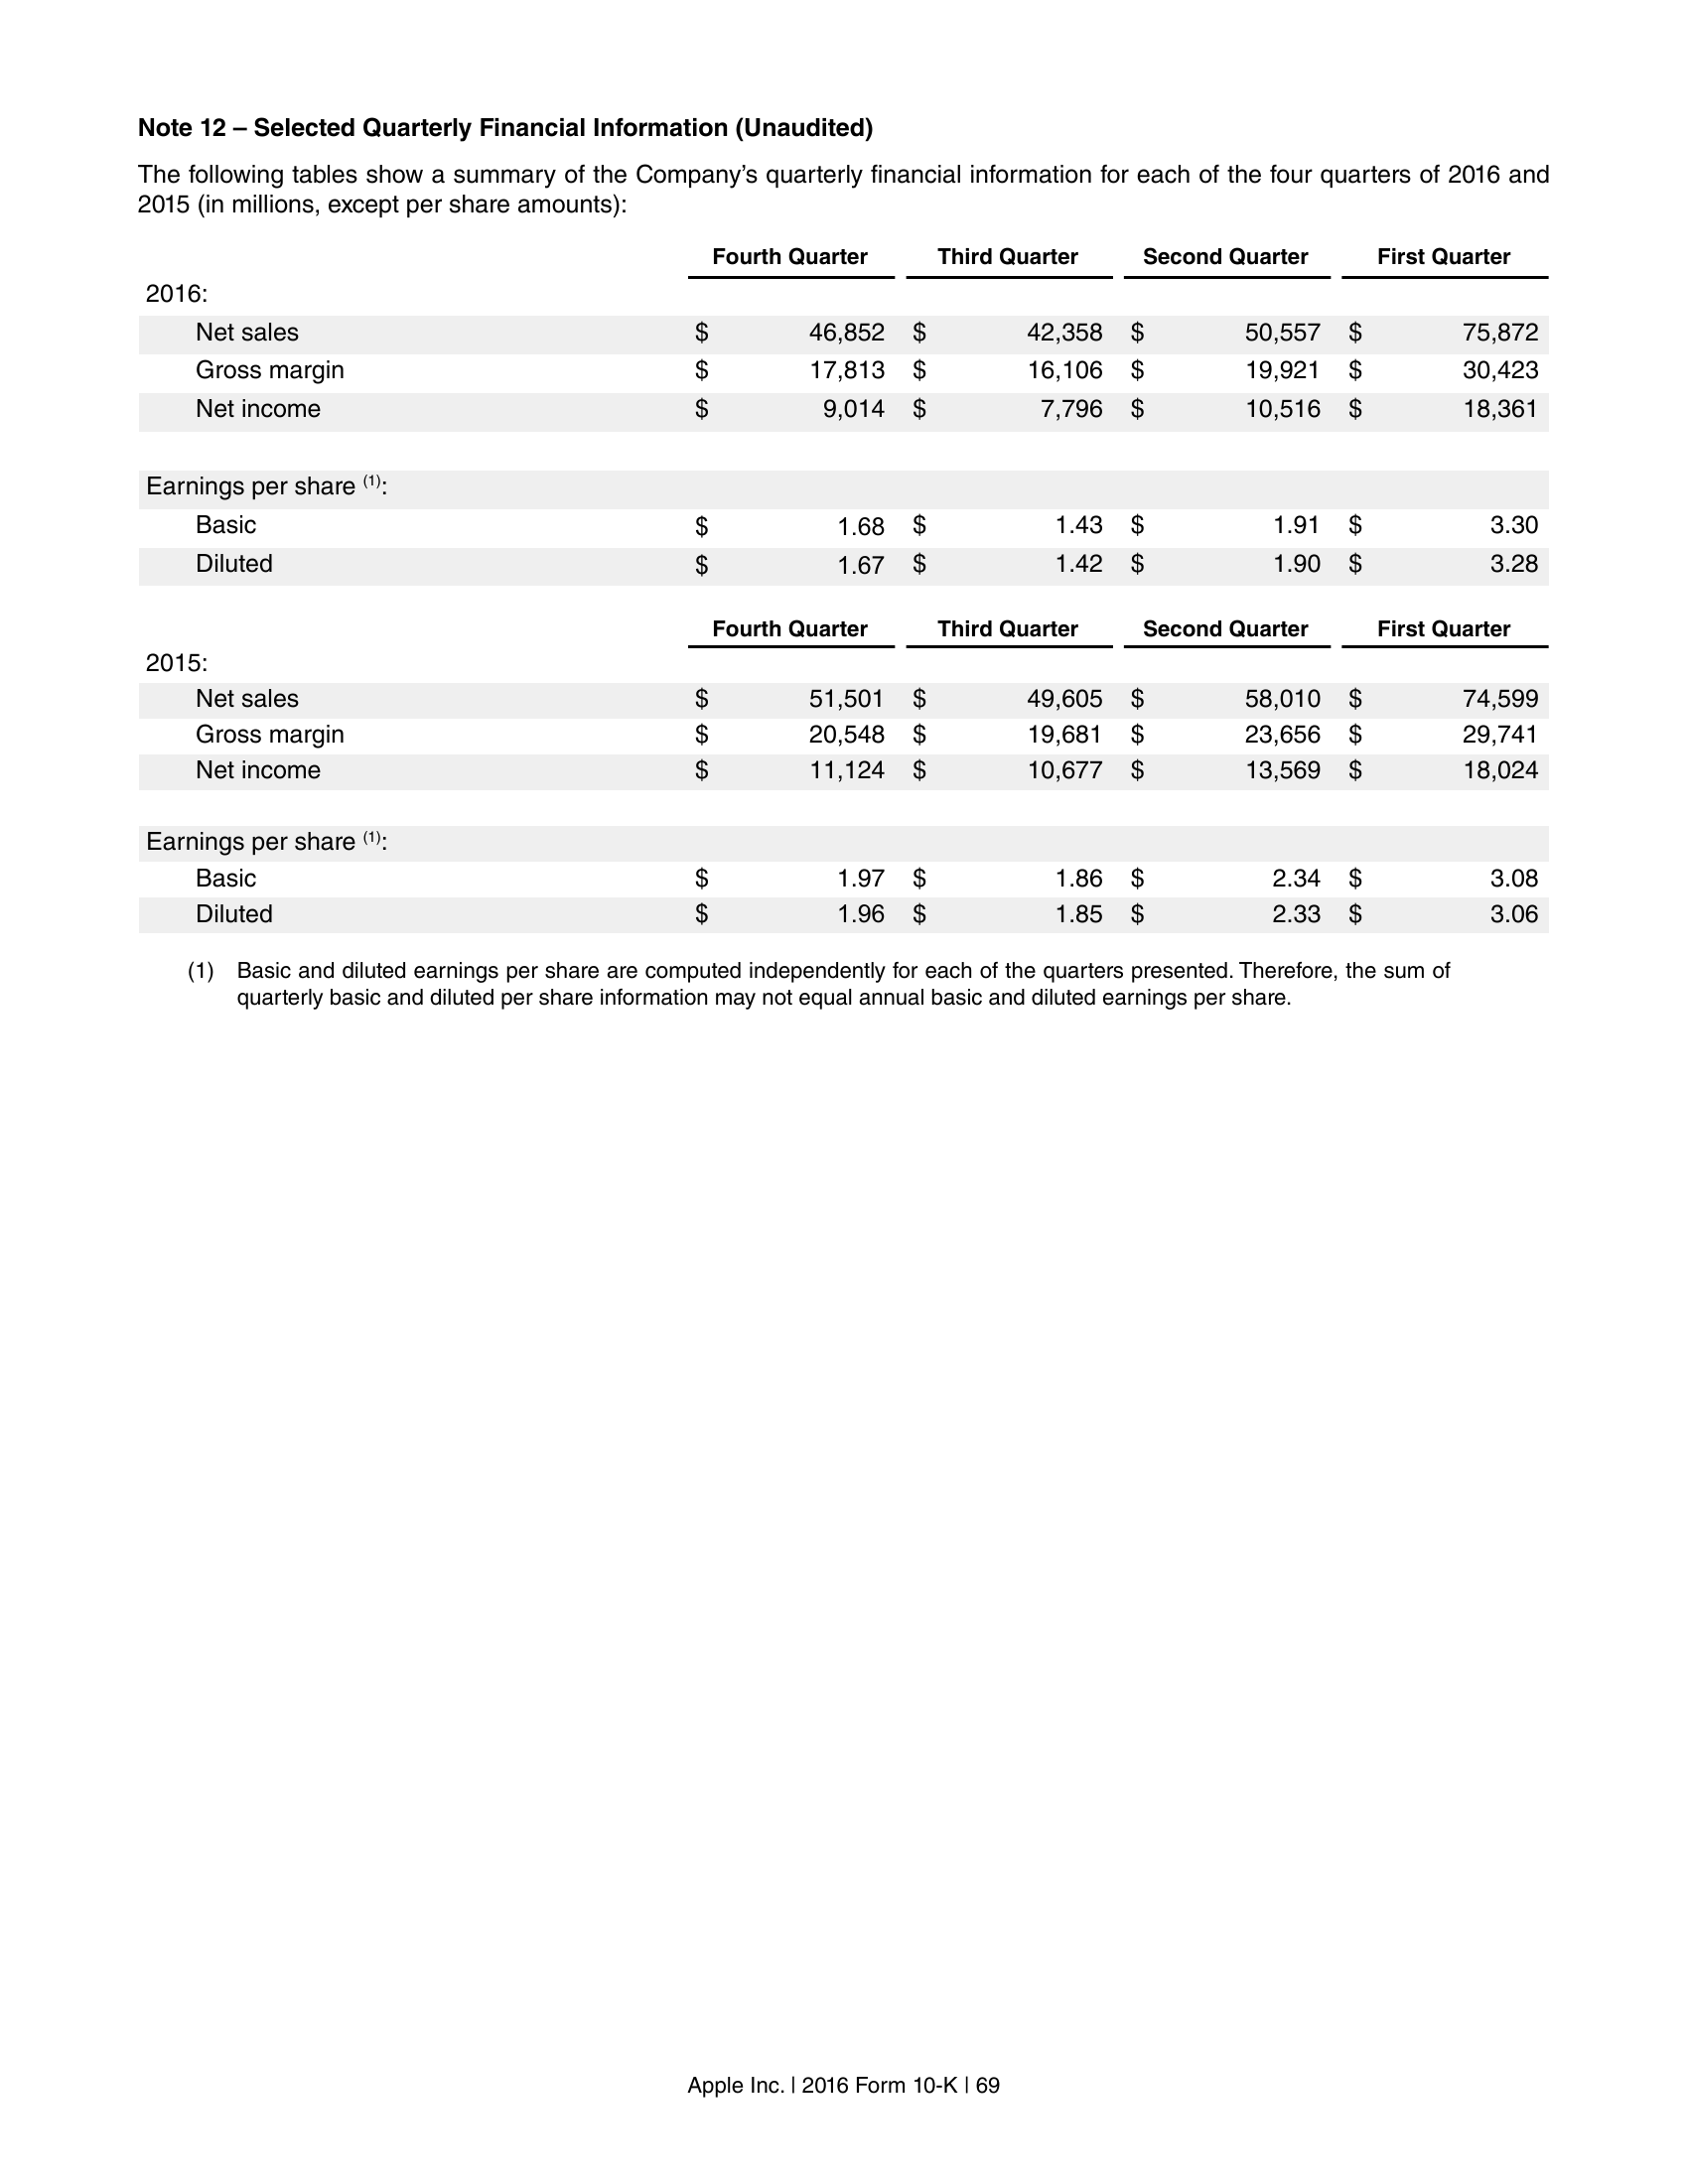 Note 12 – Selected Quarterly Financial Information (Unaudited)
The following tables show a summary of the Company’s quarterly financial information for each of the four quarters of 2016 and
2015 (in millions, except per share amounts):
Fourth Quarter Third Quarter Second Quarter First Quarter
2016:
Net sales $ 46,852 $ 42,358 $ 50,557 $ 75,872
Gross margin $ 17,813 $ 16,106 $ 19,921 $ 30,423
Net income $ 9,014 $ 7,796 $ 10,516 $ 18,361
Earnings per share (1):
Basic $ 1.68 $ 1.43 $ 1.91 $ 3.30
Diluted $ 1.67 $ 1.42 $ 1.90 $ 3.28
Fourth Quarter Third Quarter Second Quarter First Quarter
2015:
Net sales $ 51,501 $ 49,605 $ 58,010 $ 74,599
Gross margin $ 20,548 $ 19,681 $ 23,656 $ 29,741
Net income $ 11,124 $ 10,677 $ 13,569 $ 18,024
Earnings per share (1):
Basic $ 1.97 $ 1.86 $ 2.34 $ 3.08
Diluted $ 1.96 $ 1.85 $ 2.33 $ 3.06
(1) Basic and diluted earnings per share are computed independently for each of the quarters presented. Therefore, the sum of
quarterly basic and diluted per share information may not equal annual basic and diluted earnings per share.
Apple Inc. | 2016 Form 10-K | 69